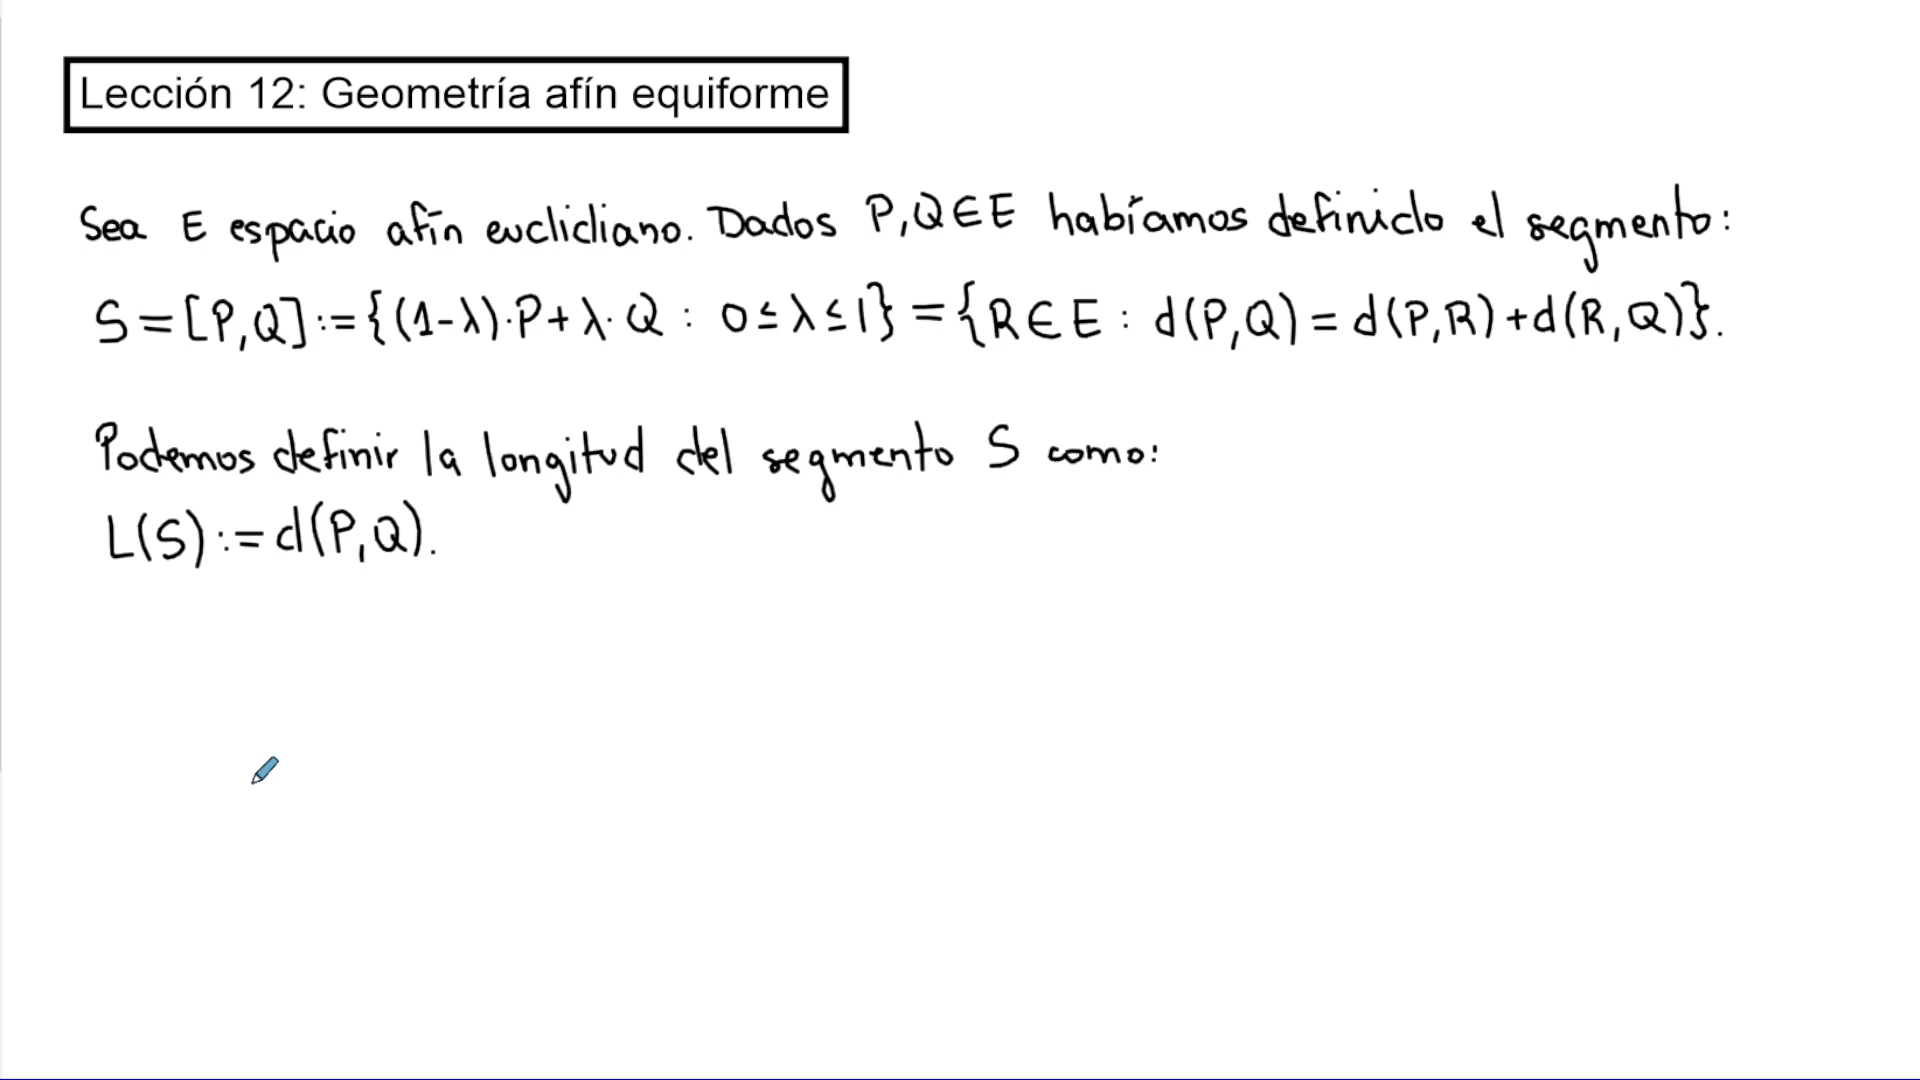 Lección 12: Geometría afín equiforme
Sea E espacio afín euclidiano. Dados P,Q∈E habíamos definido el segmento:
S=[P,Q]:={(1-λ)·P+λ·Q : 0≤λ≤1}={R∈E : d(P,Q)=d(P,R)+d(R,Q)}.
Podemos definir la longitud del segmento S como:
L(S):=d(P,Q).